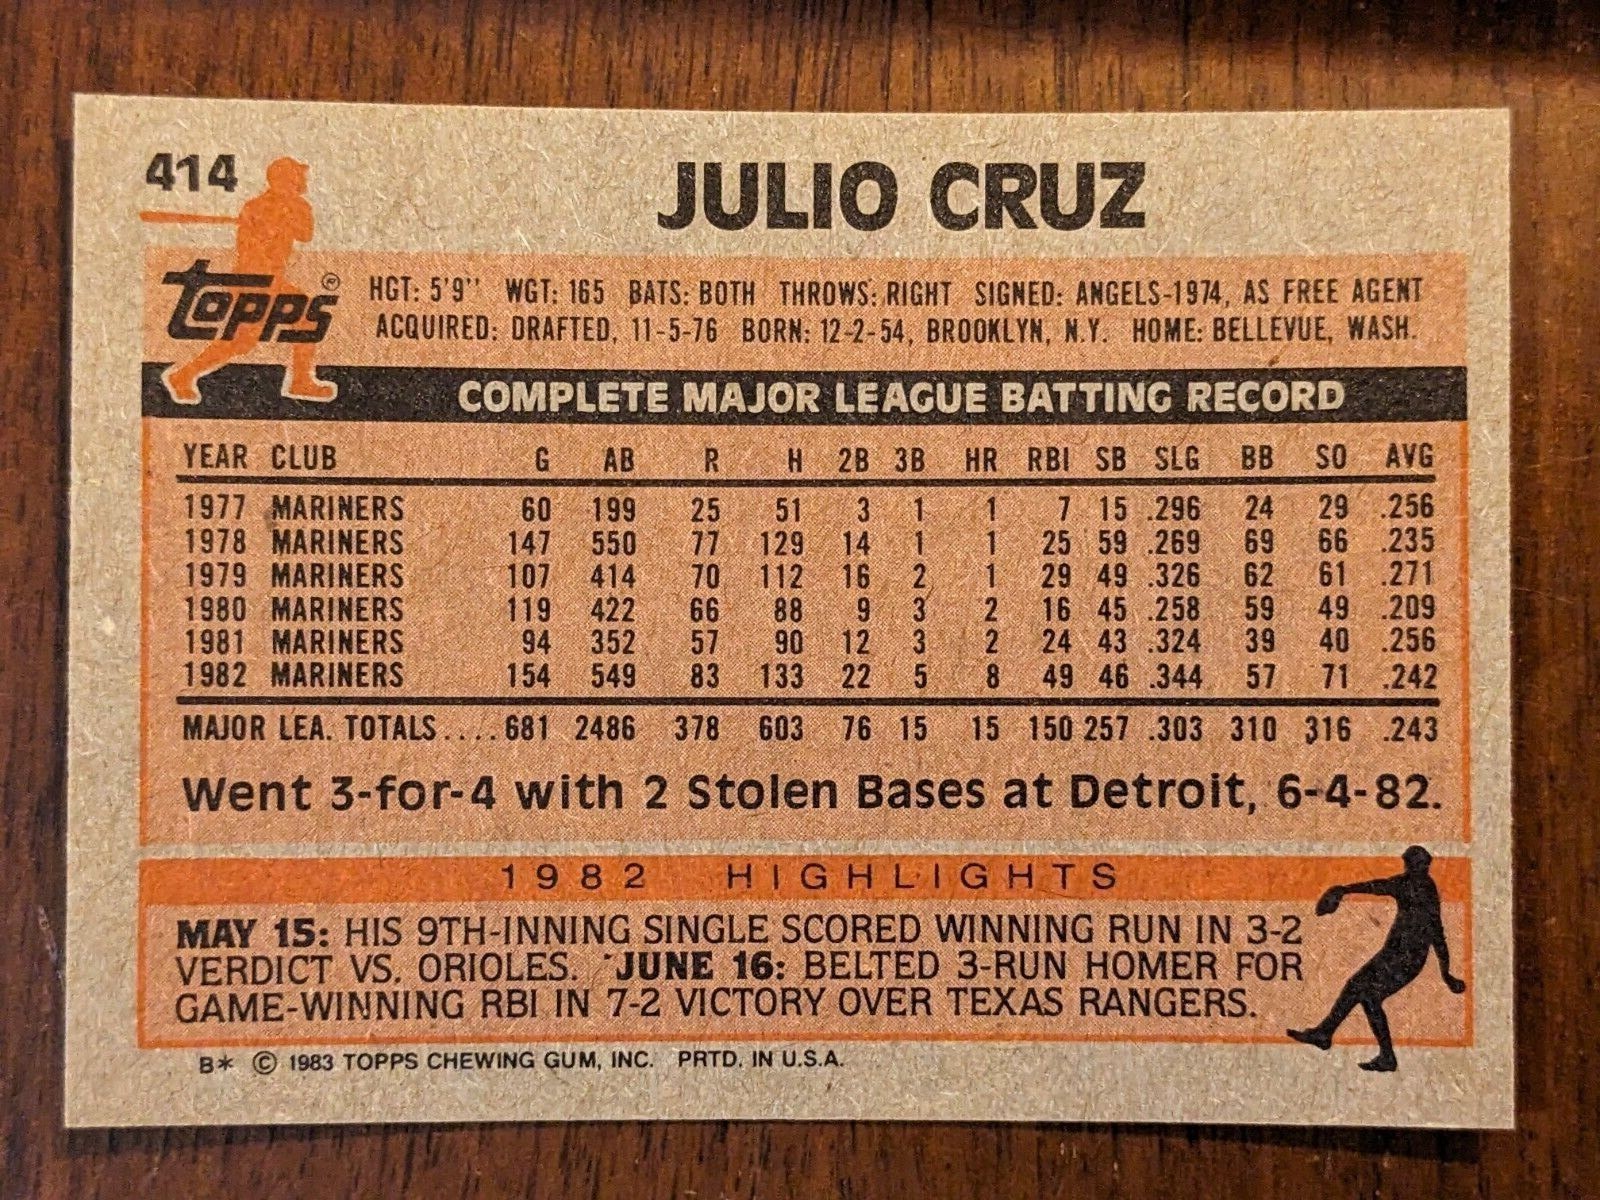 414
JULIO CRUZ
topps®
HGT: 5'9" WGT: 165 BATS: BOTH THROWS: RIGHT SIGNED: ANGELS-1974, AS FREE AGENT
ACQUIRED: DRAFTED, 11-5-76 BORN: 12-2-54, BROOKLYN, N.Y. HOME: BELLEVUE, WASH.
COMPLETE MAJOR LEAGUE BATTING RECORD
YEAR CLUB G AB R H 2B 3B HR RBI SB SLG BB SO AVG
1977 MARINERS 60 199 25 51 3 1 1 7 15 .296 24 29 .256
1978 MARINERS 147 550 77 129 14 1 1 25 59 .269 69 66 .235
1979 MARINERS 107 414 70 112 16 2 1 29 49 .326 62 61 .271
1980 MARINERS 119 422 66 88 9 3 2 16 45 .258 59 49 .209
1981 MARINERS 94 352 57 90 12 3 2 24 43 .324 39 40 .256
1982 MARINERS 154 549 83 133 22 5 8 49 46 .344 57 71 .242
MAJOR LEA. TOTALS.... 681 2486 378 603 76 15 15 150 257 .303 310 316 .243
Went 3-for-4 with 2 Stolen Bases at Detroit, 6-4-82.
1982 HIGHLIGHTS
MAY 15: HIS 9TH-INNING SINGLE SCORED WINNING RUN IN 3-2
VERDICT VS. ORIOLES. JUNE 16: BELTED 3-RUN HOMER FOR
GAME-WINNING RBI IN 7-2 VICTORY OVER TEXAS RANGERS.
B* © 1983 TOPPS CHEWING GUM, INC. PRTD. IN U.S.A.